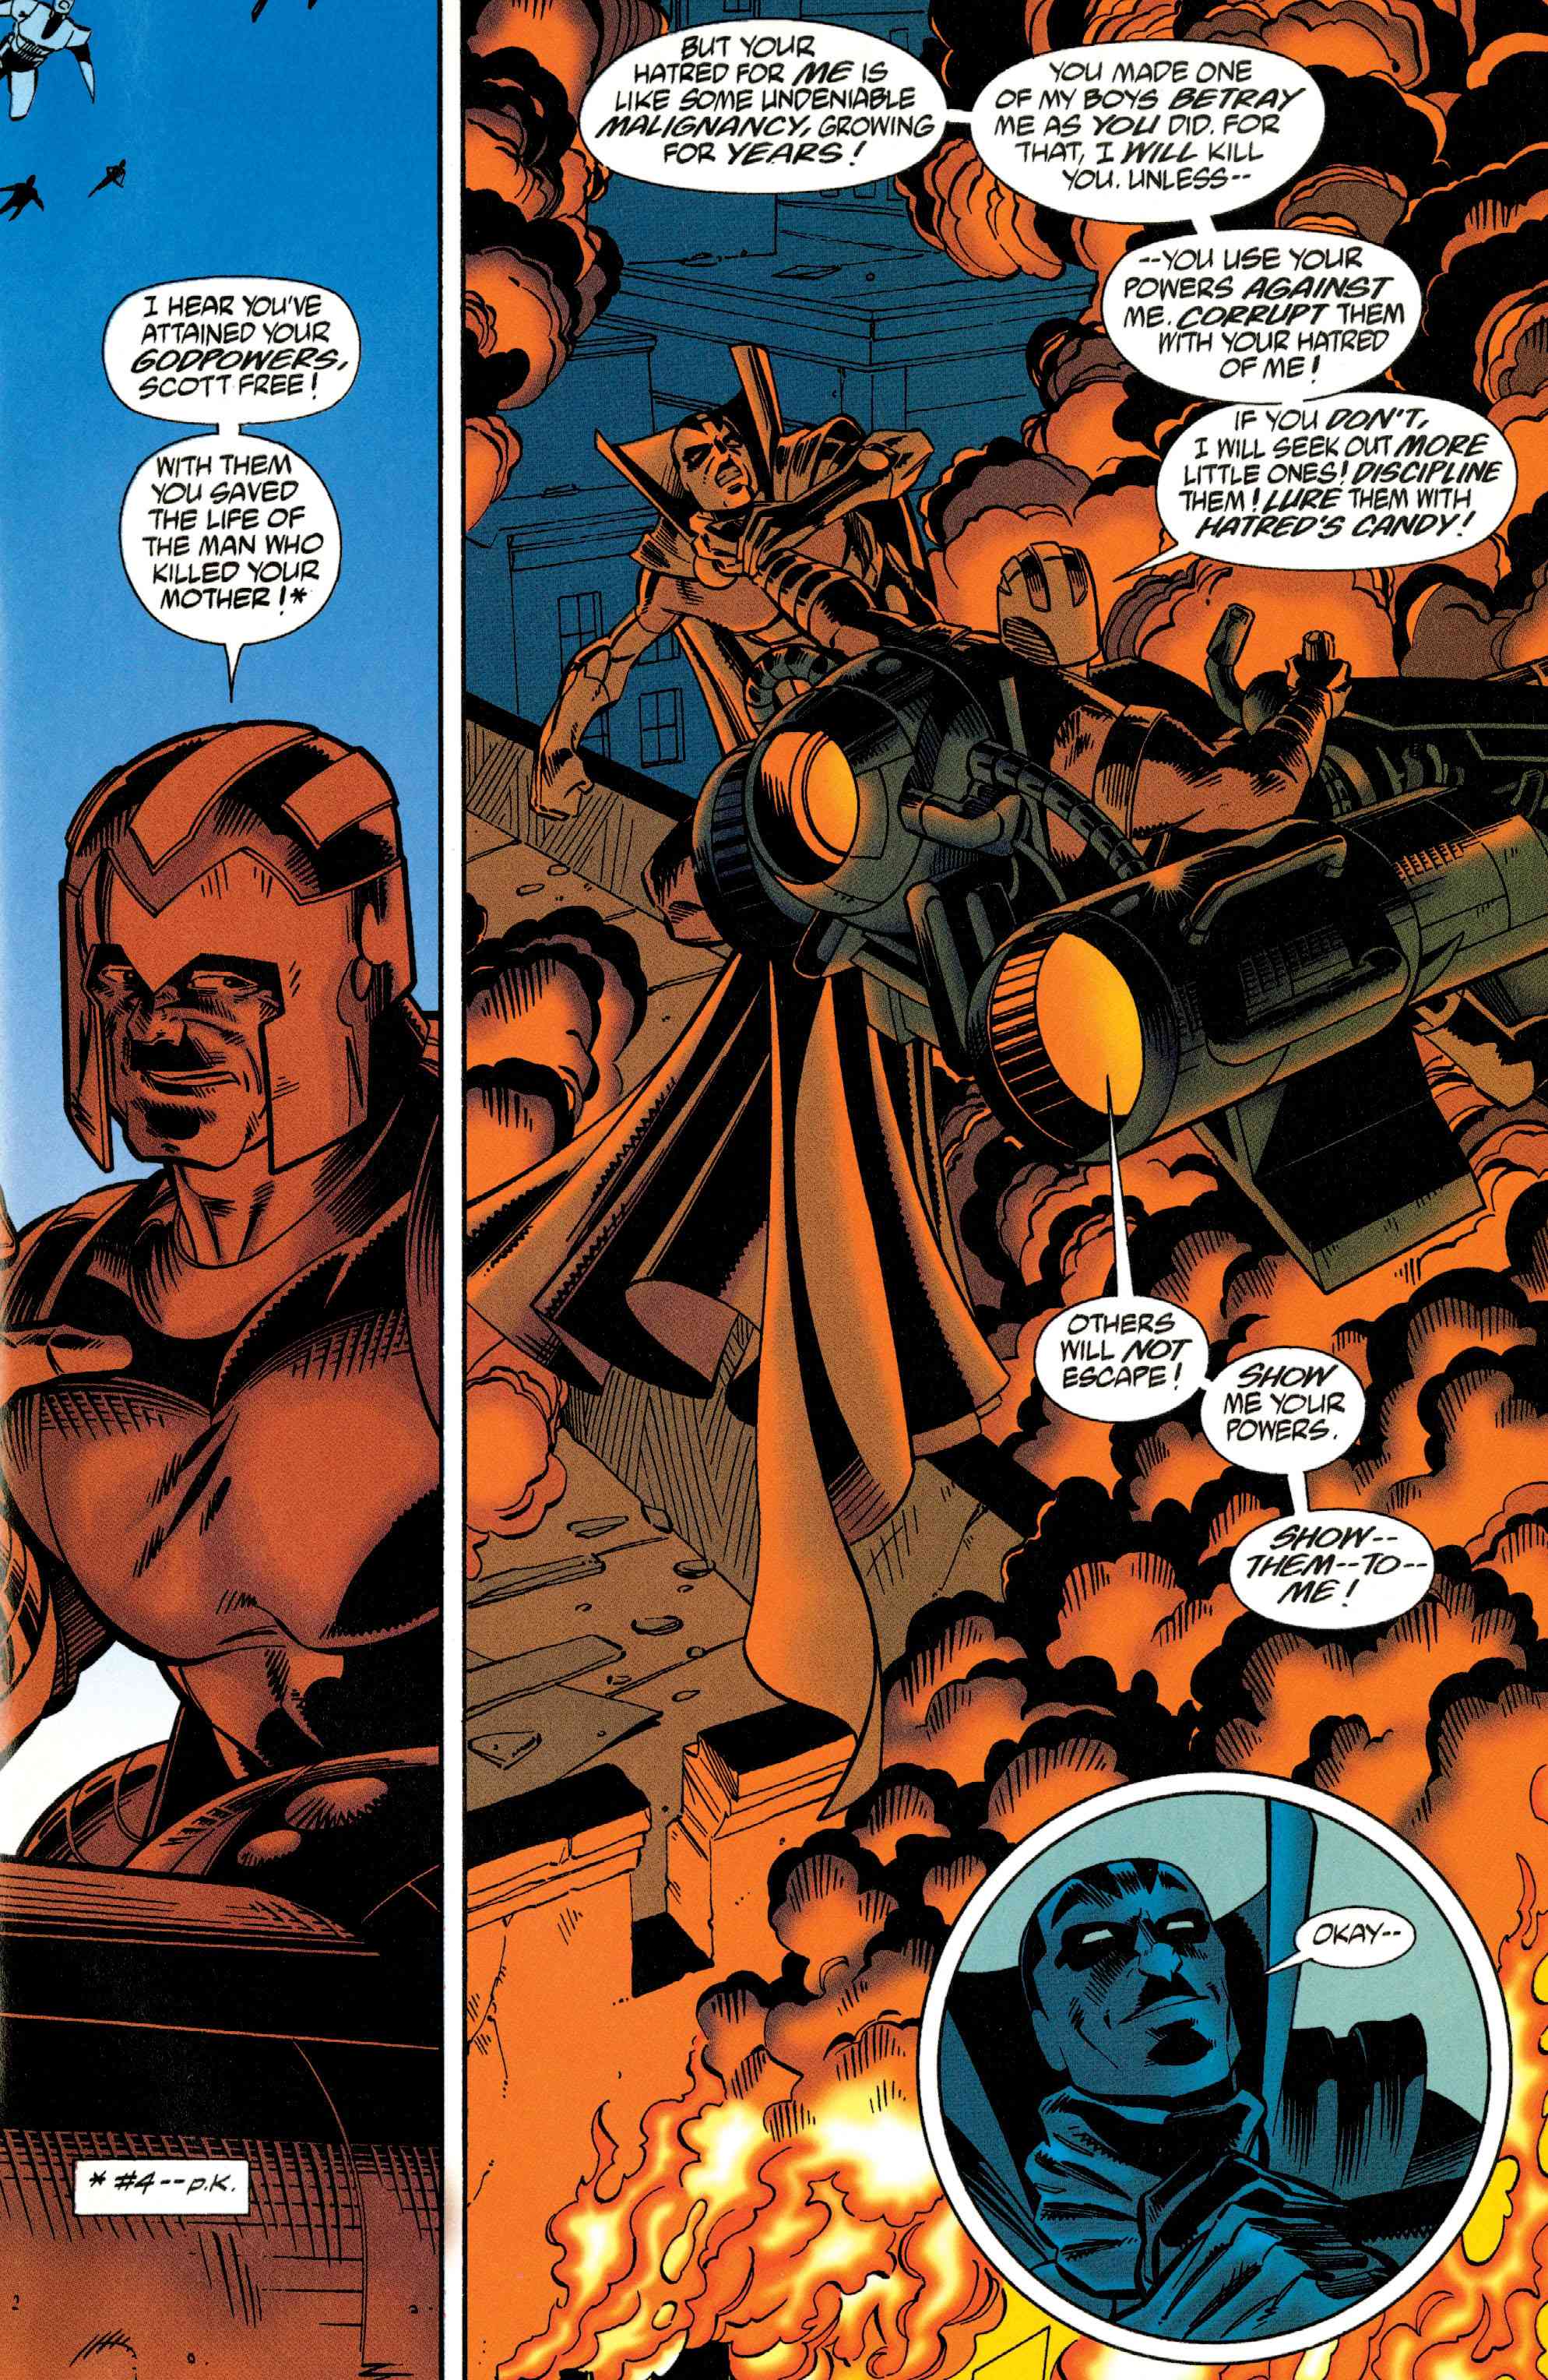 I HEAR YOU'VE
ATTAINED YOUR
GODPOWERS,
SCOTT FREE!
WITH THEM
YOU SAVED
THE LIFE OF
THE MAN WHO
KILLED YOUR
MOTHER!*
* #4--P.K.
BUT YOUR
HATRED FOR ME IS
LIKE SOME UNDENIABLE
MALIGNANCY, GROWING
FOR YEARS!
YOU MADE ONE
OF MY BOYS BETRAY
ME AS YOU DID. FOR
THAT, I WILL KILL
YOU. UNLESS--
--YOU USE YOUR
POWERS AGAINST
ME. CORRUPT THEM
WITH YOUR HATRED
OF ME!
IF YOU DON'T,
I WILL SEEK OUT MORE
LITTLE ONES! DISCIPLINE
THEM! LURE THEM WITH
HATRED'S CANDY!
OTHERS
WILL NOT
ESCAPE!
SHOW
ME YOUR
POWERS.
SHOW--
THEM--TO--
ME!
OKAY--
2